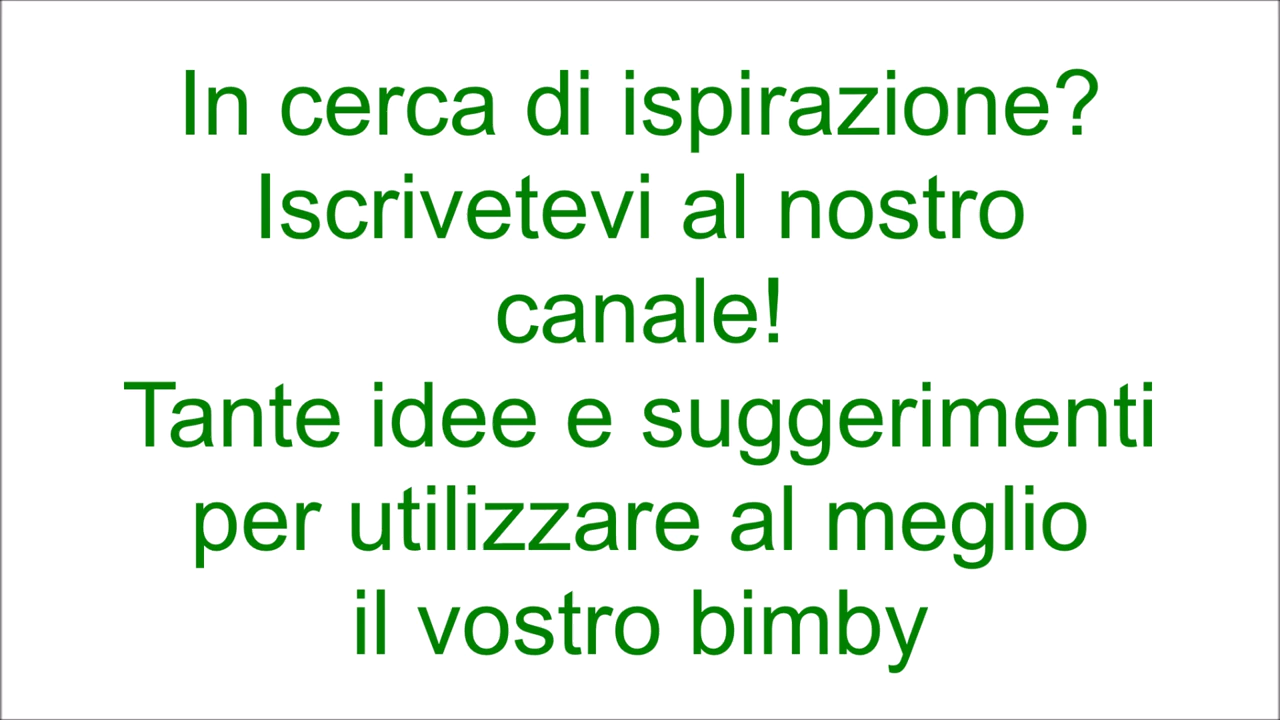 In cerca di ispirazione?
Iscrivetevi al nostro
canale!
Tante idee e suggerimenti
per utilizzare al meglio
il vostro bimby